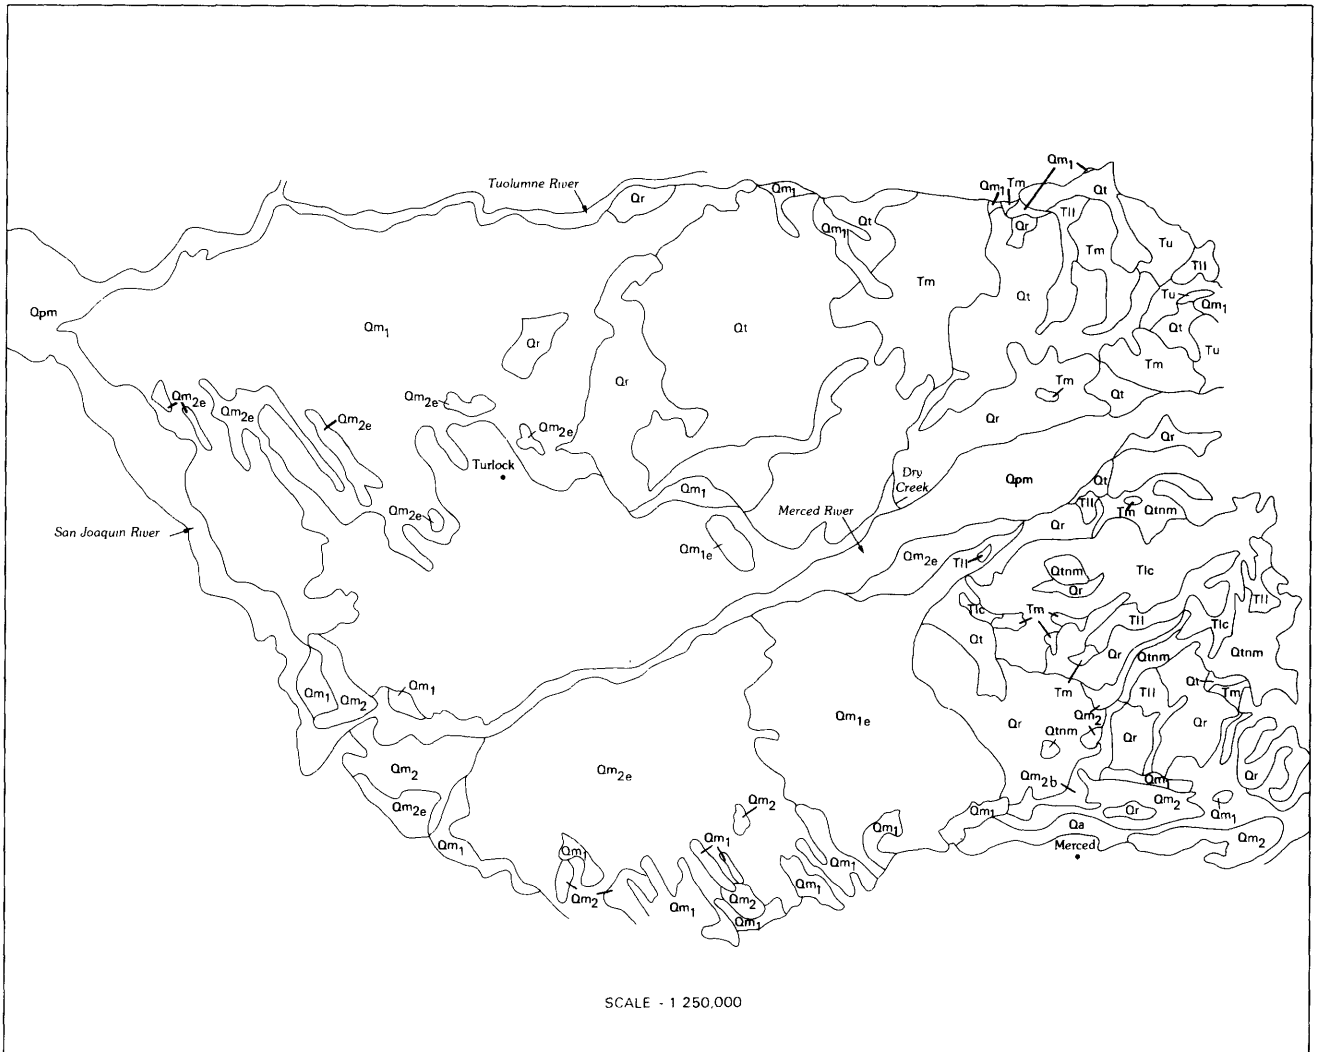 Qm1
Tm
Qm1
Tuolumne River
Qm1
Qt
Qr
Qt
Tll
Qm1
Qr
Tu
Tm
Tll
Tm
Qt
Tu
Qm1
Qpm
Qm1
Qt
Qt
Qr
Tu
Tm
Qr
Tm
Qm2e
Qm2e
Qm2e
Qm2e
Qt
Qr
Qm2e
Qr
Turlock
Dry
Creek
Qpm
Qt
Qm1
Tll
Tm
Qtnm
Merced River
Qm2e
San Joaquin River
Qr
Qm1e
Qm2e
Tll
Qtnm
Tlc
Qr
Tll
Tlc
Tm
Tll
Tlc
Qt
Qr
Qtnm
Qtnm
Qm1
Qm1
Qm2
Tm
Tll
Qt
Tm
Qm1e
Qm2
Qr
Qtnm
Qr
Qr
Qm2
Qm2e
Qm2b
Qm1
Qr
Qm2e
Qm2
Qm2
Qr
Qm1
Qm1
Qa
Qm1
Qm1
Qm1
Qm1
Merced
Qm2
Qm1
Qm1
Qm2
Qm2
Qm1
Qm1
Qm1
SCALE - 1 250,000